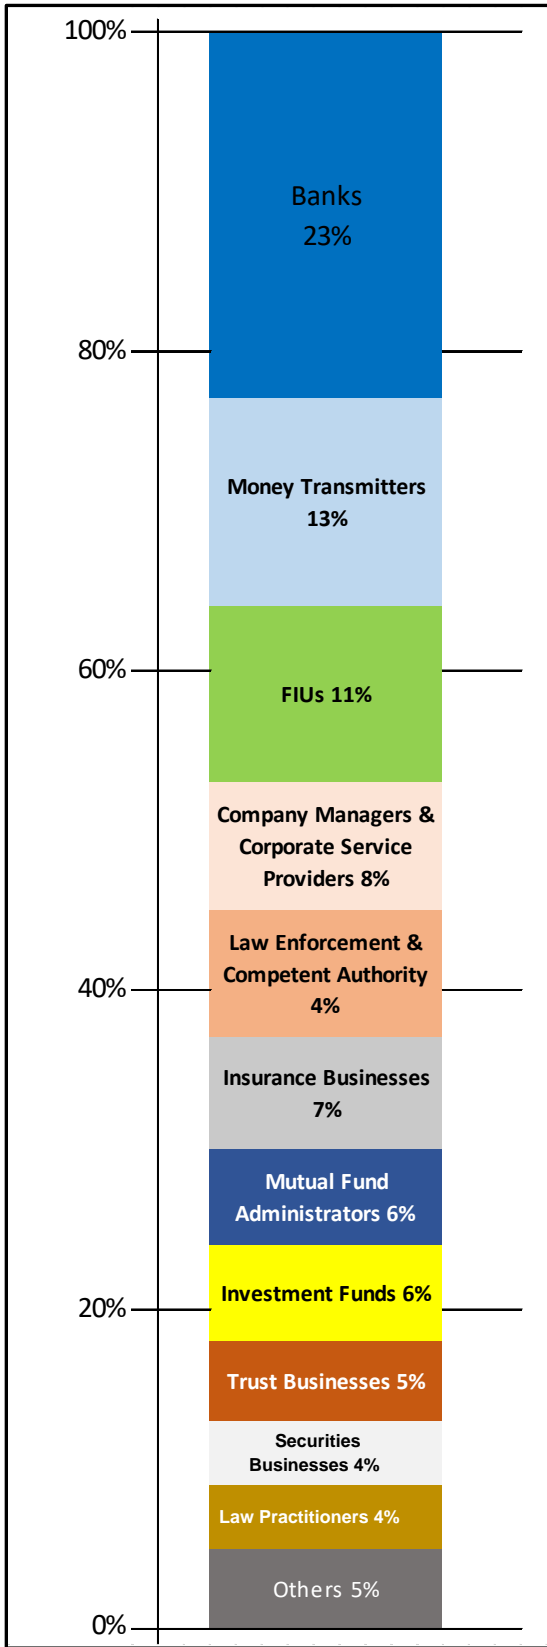 100%
Banks
23%
80%
Money Transmitters
13%
60%
FIUs 11%
Company Managers &
Corporate Service
Providers 8%
Law Enforcement &
Competent Authority
4%
40%
Insurance Businesses
7%
Mutual Fund
Administrators 6%
Investment Funds 6%
20%
Trust Businesses 5%
Securities
Businesses 4%
Law Practitioners 4%
Others 5%
0%